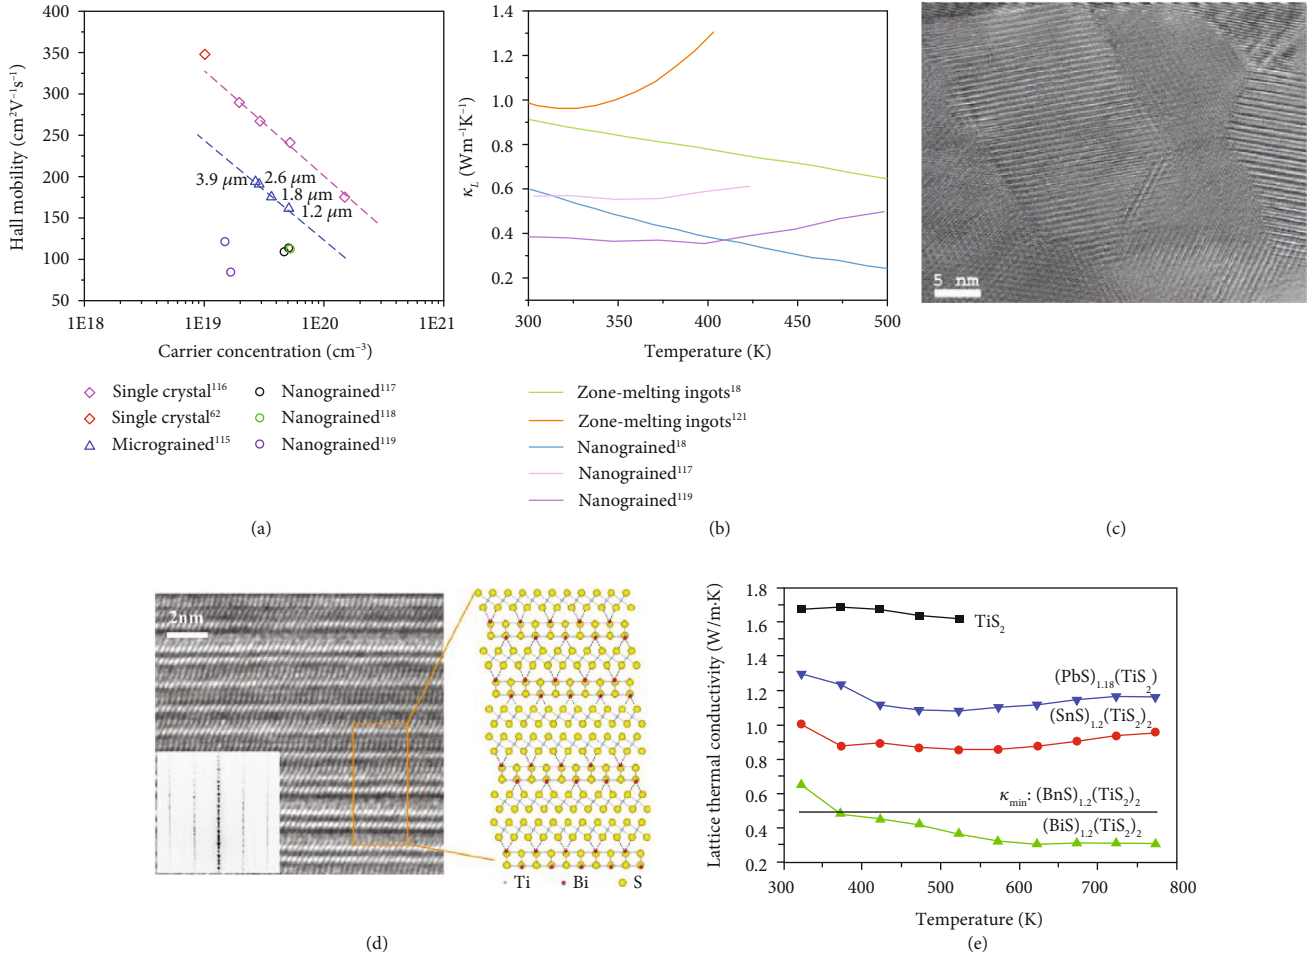 400
350
300
250
200
150
100
50
Hall mobility (cm²V⁻¹s⁻¹)
3.9 μm
2.6 μm
1.8 μm
1.2 μm
1E18
1E19
1E20
1E21
Carrier concentration (cm⁻³)
Single crystal¹¹⁶
Single crystal⁶²
Micrograined¹¹⁵
Nanograined¹¹⁷
Nanograined¹¹⁸
Nanograined¹¹⁹
(a)
1.4
1.2
1.0
0.8
0.6
0.4
0.2
κL (Wm⁻¹K⁻¹)
300
350
400
450
500
Temperature (K)
Zone-melting ingots¹⁸
Zone-melting ingots¹²¹
Nanograined¹⁸
Nanograined¹¹⁷
Nanograined¹¹⁹
(b)
5 nm
(c)
2nm
Ti
Bi
S
(d)
1.8
1.6
1.4
1.2
1.0
0.8
0.6
0.4
0.2
Lattice thermal conductivity (W/m·K)
TiS₂
(PbS)₁.₁₈(TiS₂)
(SnS)₁.₂(TiS₂)₂
κmin: (BnS)₁.₂(TiS₂)₂
(BiS)₁.₂(TiS₂)₂
300
400
500
600
700
800
Temperature (K)
(e)